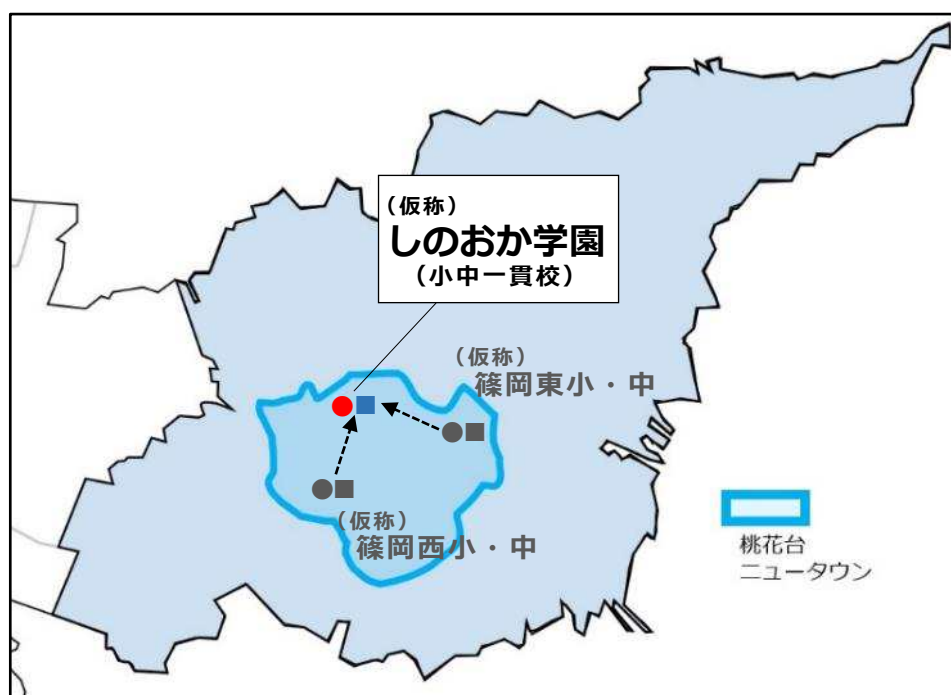 （仮称）
しのおか学園
（小中一貫校）
（仮称）
篠岡東小・中
（仮称）
篠岡西小・中
桃花台
ニュータウン